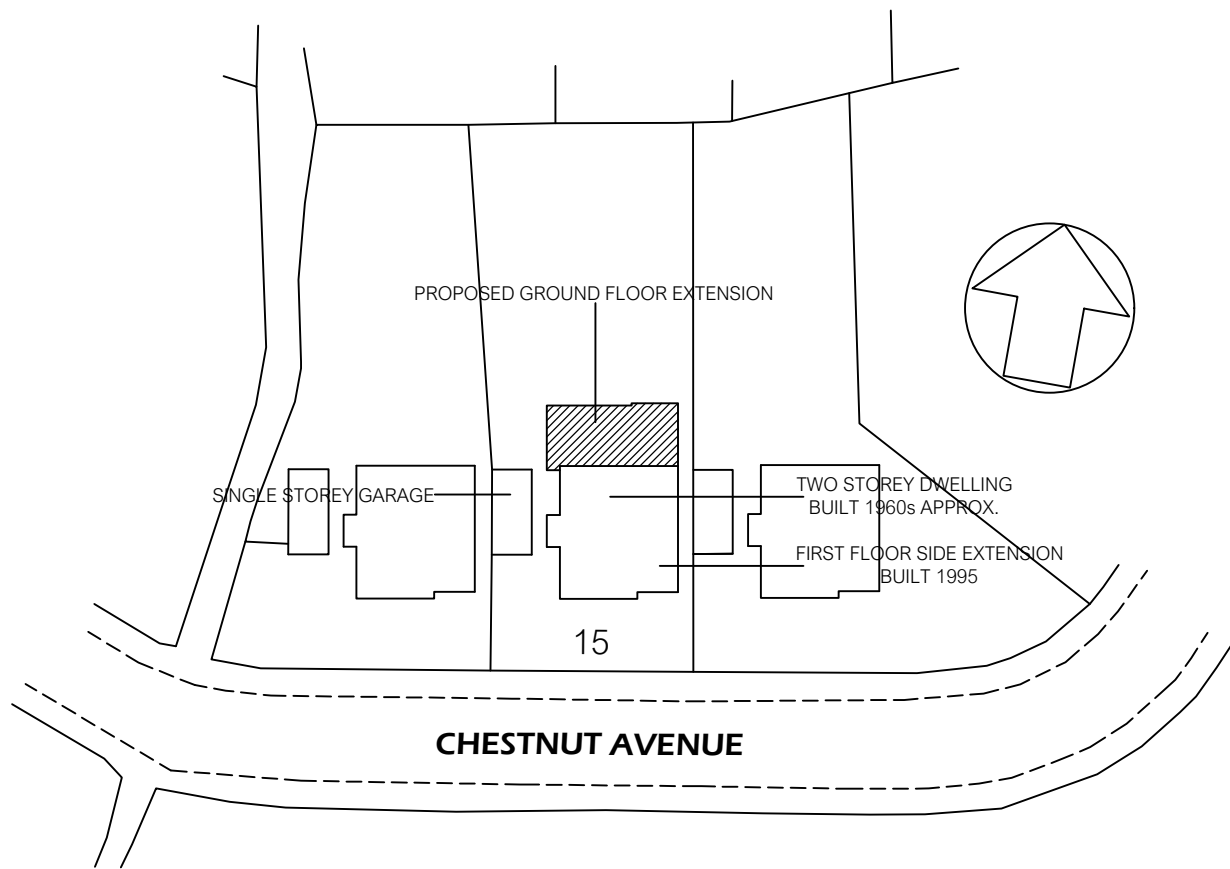 PROPOSED GROUND FLOOR EXTENSION
SINGLE STOREY GARAGE
TWO STOREY DWELLING
BUILT 1960s APPROX.
FIRST FLOOR SIDE EXTENSION
BUILT 1995
15
CHESTNUT AVENUE